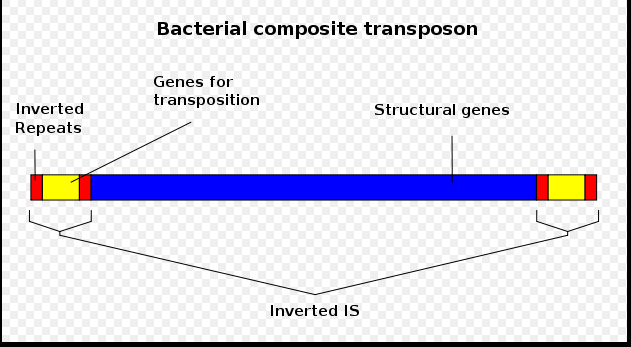 Bacterial composite transposon
Genes for
transposition
Inverted
Repeats
Structural genes
Inverted IS